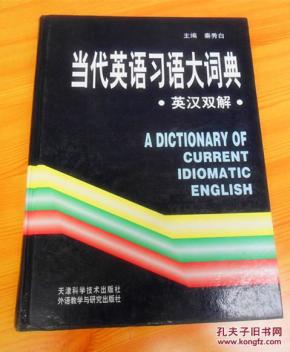 主编 秦秀白
当代英语习语大词典
·英汉双解·
A DICTIONARY OF
CURRENT
IDIOMATIC
ENGLISH
天津科学技术出版社
外语教学与研究出版社
孔夫子旧书网